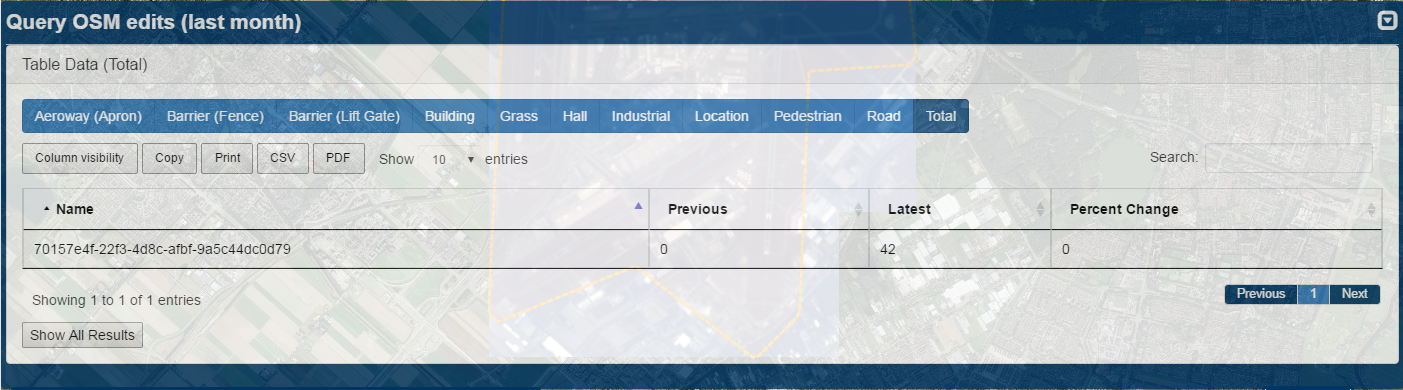 Query OSM edits (last month)
Table Data (Total)
Aeroway (Apron) Barrier (Fence) Barrier (Lift Gate) Building Grass Hall Industrial Location Pedestrian Road Total
Column visibility Copy Print CSV PDF Show 10 entries Search:
Name Previous Latest Percent Change
70157e4f-22f3-4d8c-afbf-9a5c44dc0d79 0 42 0
Showing 1 to 1 of 1 entries
Previous 1 Next
Show All Results